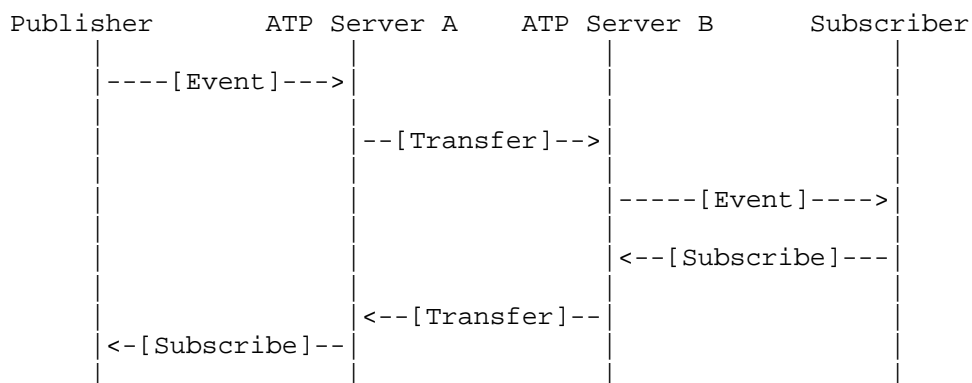 Publisher ATP Server A ATP Server B Subscriber
----[Event]--->
--[Transfer]-->
-----[Event]---->
<--[Subscribe]---
<--[Transfer]--
<-[Subscribe]--